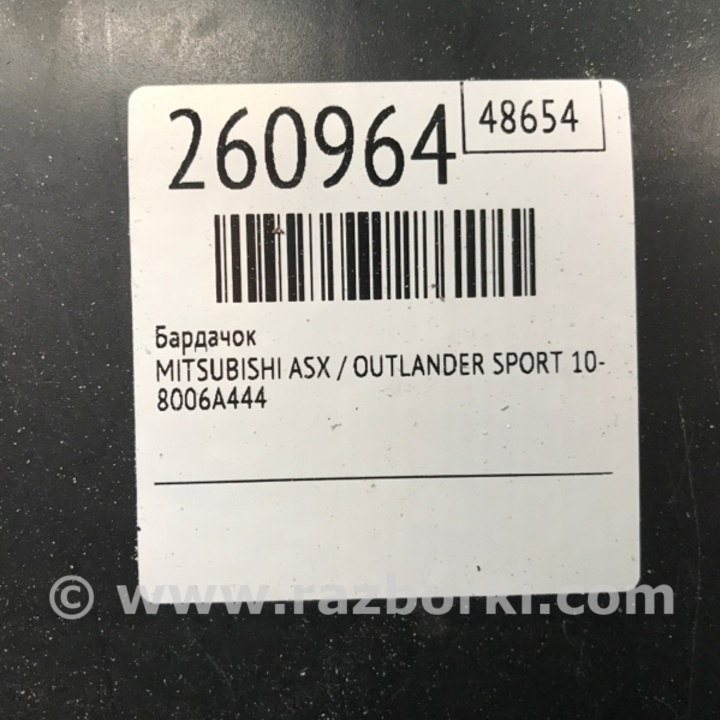 260964
48654
Бардачок
MITSUBISHI ASX / OUTLANDER SPORT 10-
8006A444
© www.razborki.com